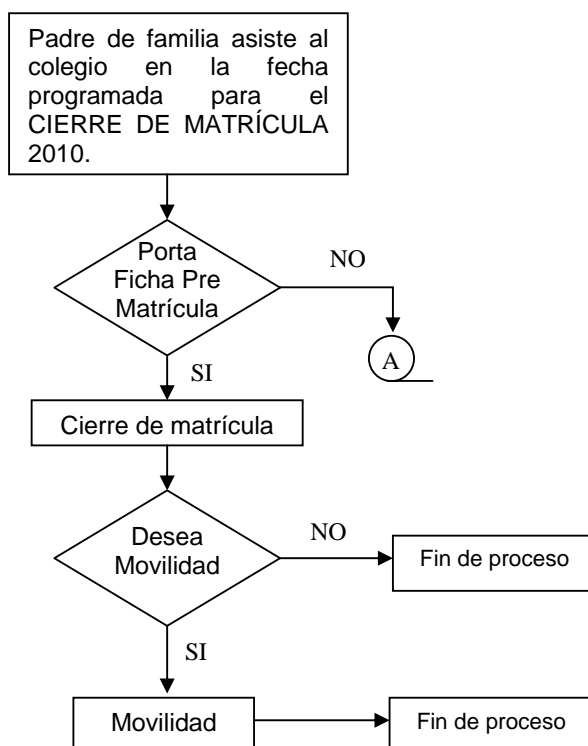 Padre de familia asiste al
colegio en la fecha
programada para el
CIERRE DE MATRÍCULA
2010.
Porta
Ficha Pre
Matrícula
NO
A
SI
Cierre de matrícula
Desea
Movilidad
NO
Fin de proceso
SI
Movilidad
Fin de proceso